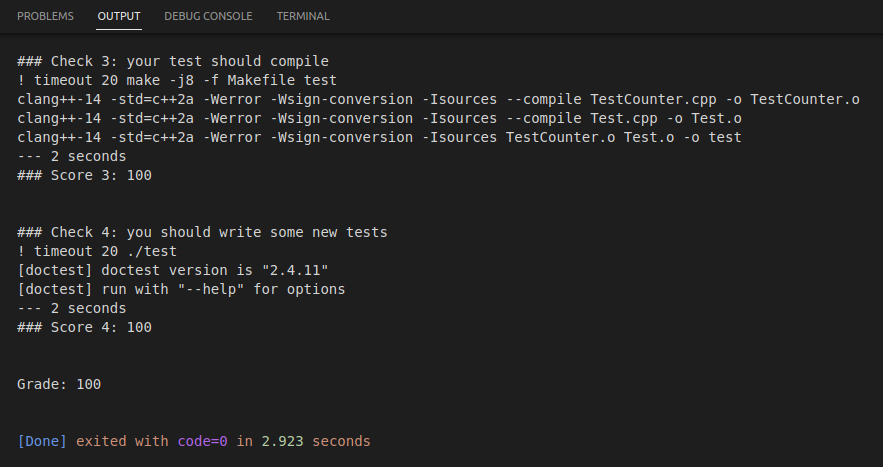 PROBLEMS OUTPUT DEBUG CONSOLE TERMINAL
### Check 3: your test should compile
! timeout 20 make -j8 -f Makefile test
clang++-14 -std=c++2a -Werror -Wsign-conversion -Isources --compile TestCounter.cpp -o TestCounter.o
clang++-14 -std=c++2a -Werror -Wsign-conversion -Isources --compile Test.cpp -o Test.o
clang++-14 -std=c++2a -Werror -Wsign-conversion -Isources TestCounter.o Test.o -o test
--- 2 seconds
### Score 3: 100
### Check 4: you should write some new tests
! timeout 20 ./test
[doctest] doctest version is "2.4.11"
[doctest] run with "--help" for options
--- 2 seconds
### Score 4: 100
Grade: 100
[Done] exited with code=0 in 2.923 seconds